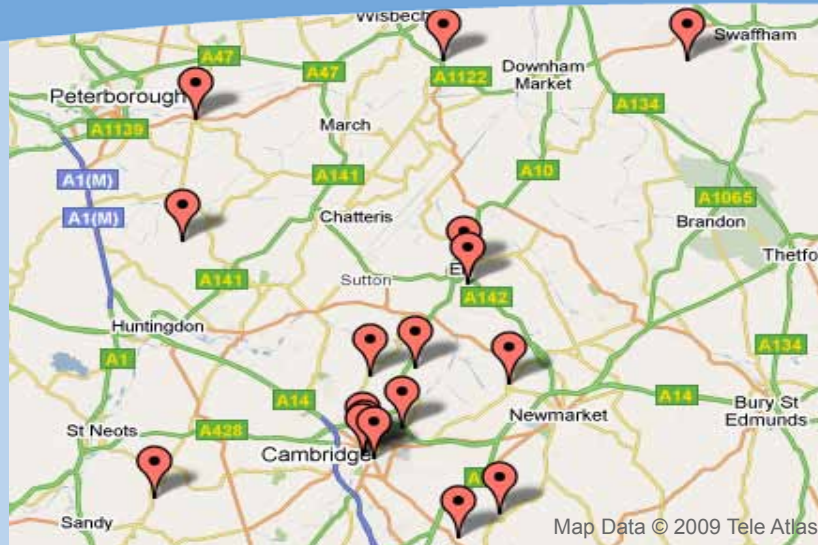 Wisbech
Swaffham
A47
A47
A1122
Downham
Market
Peterborough
A134
A1139
March
A10
A1(M)
A141
A1065
A1(M)
Chatteris
Brandon
Thetfo
A141
Sutton
A142
Huntingdon
A1
A134
A14
A14
Bury St
Edmunds
Newmarket
St Neots
A428
Cambridge
Sandy
Map Data © 2009 Tele Atlas